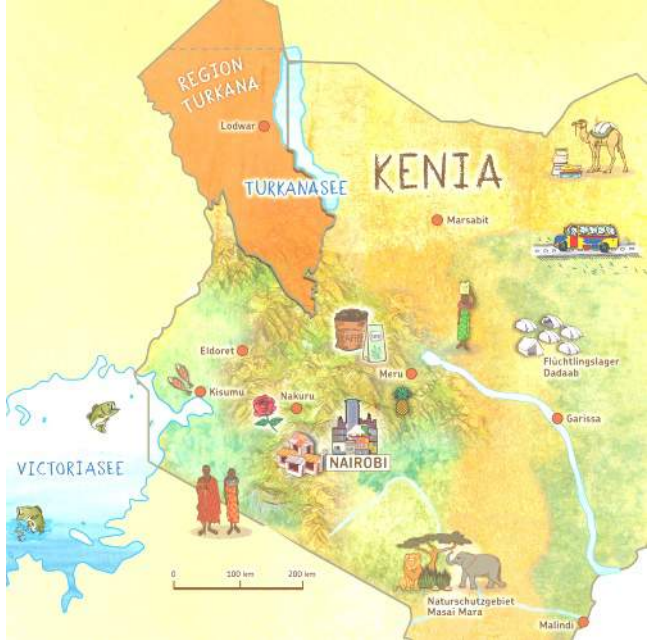 REGION
TURKANA
Lodwar
TURKANASEE
KENIA
Marsabit
Eldoret
Kisumu
Nakuru
Meru
Flüchtlingslager
Dadaab
Garissa
NAIROBI
VICTORIASEE
0 100 km 200 km
Naturschutzgebiet
Masai Mara
Malindi